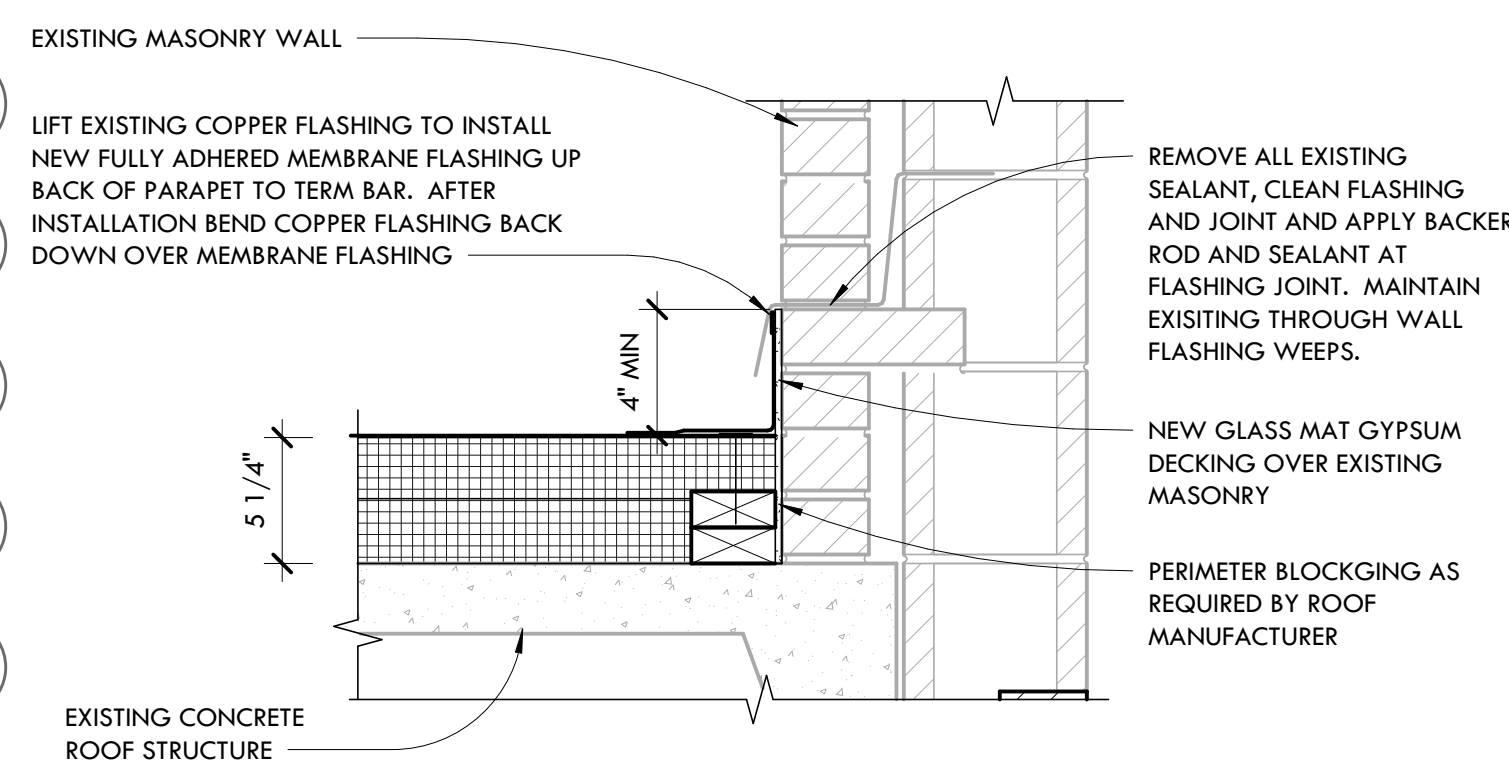 EXISTING MASONRY WALL
LIFT EXISTING COPPER FLASHING TO INSTALL
NEW FULLY ADHERED MEMBRANE FLASHING UP
BACK OF PARAPET TO TERM BAR. AFTER
INSTALLATION BEND COPPER FLASHING BACK
DOWN OVER MEMBRANE FLASHING
REMOVE ALL EXISTING
SEALANT, CLEAN FLASHING
AND JOINT AND APPLY BACKER
ROD AND SEALANT AT
FLASHING JOINT. MAINTAIN
EXISITING THROUGH WALL
FLASHING WEEPS.
4" MIN
5 1/4"
NEW GLASS MAT GYPSUM
DECKING OVER EXISTING
MASONRY
PERIMETER BLOCKGING AS
REQUIRED BY ROOF
MANUFACTURER
EXISTING CONCRETE
ROOF STRUCTURE